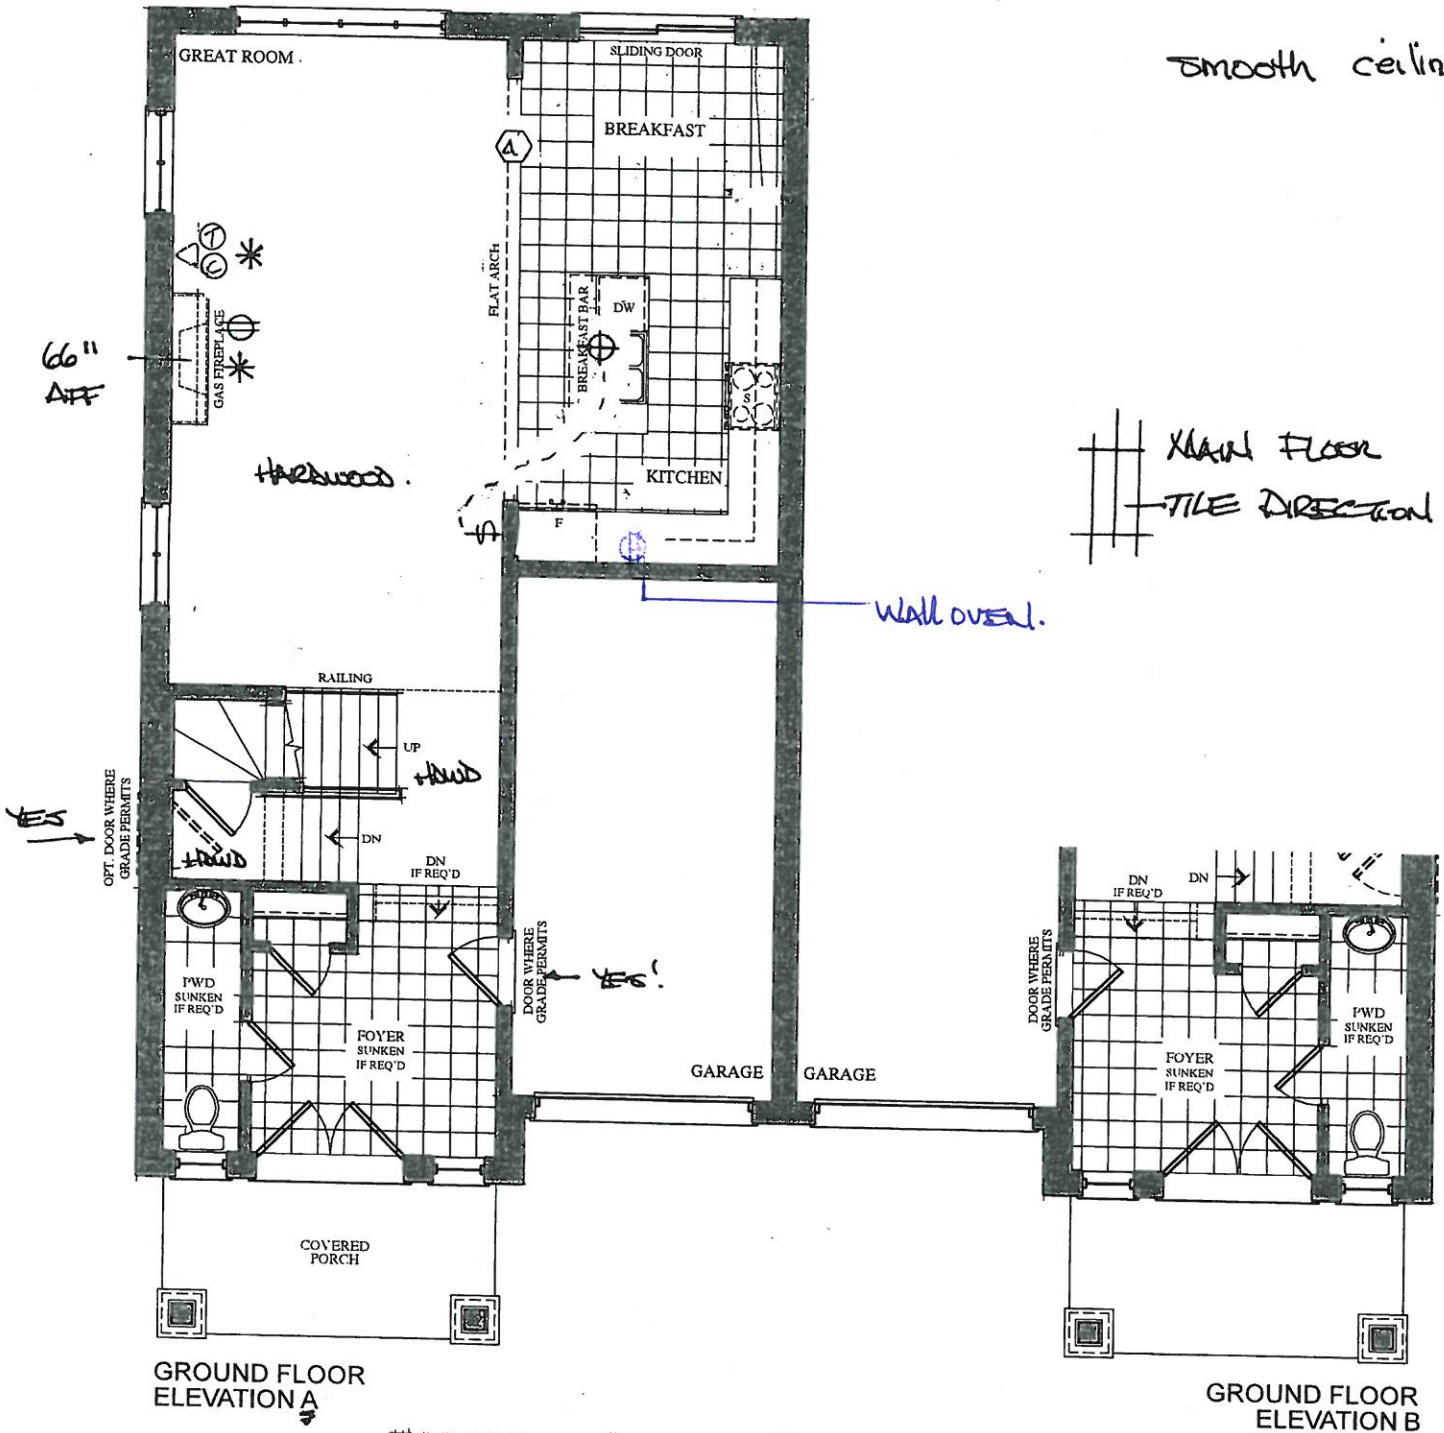 smooth ceilin
GREAT ROOM
SLIDING DOOR
BREAKFAST
A
FLAT ARCH
T
C
66"
AFF
GAS FIREPLACE
BREAKFAST BAR
DW
S
HARDWOOD.
KITCHEN
F
S
MAIN FLOOR
TILE DIRECTION
WALL OVEN.
RAILING
UP
HDWD
YES
OPT. DOOR WHERE
GRADE PERMITS
DN
HDWD
DN
IF REQ'D
PWD
SUNKEN
IF REQ'D
FOYER
SUNKEN
IF REQ'D
DOOR WHERE
GRADE PERMITS
YES!
GARAGE
GARAGE
DN
IF REQ'D
DN
DOOR WHERE
GRADE PERMITS
FOYER
SUNKEN
IF REQ'D
PWD
SUNKEN
IF REQ'D
COVERED
PORCH
GROUND FLOOR
ELEVATION A
GROUND FLOOR
ELEVATION B